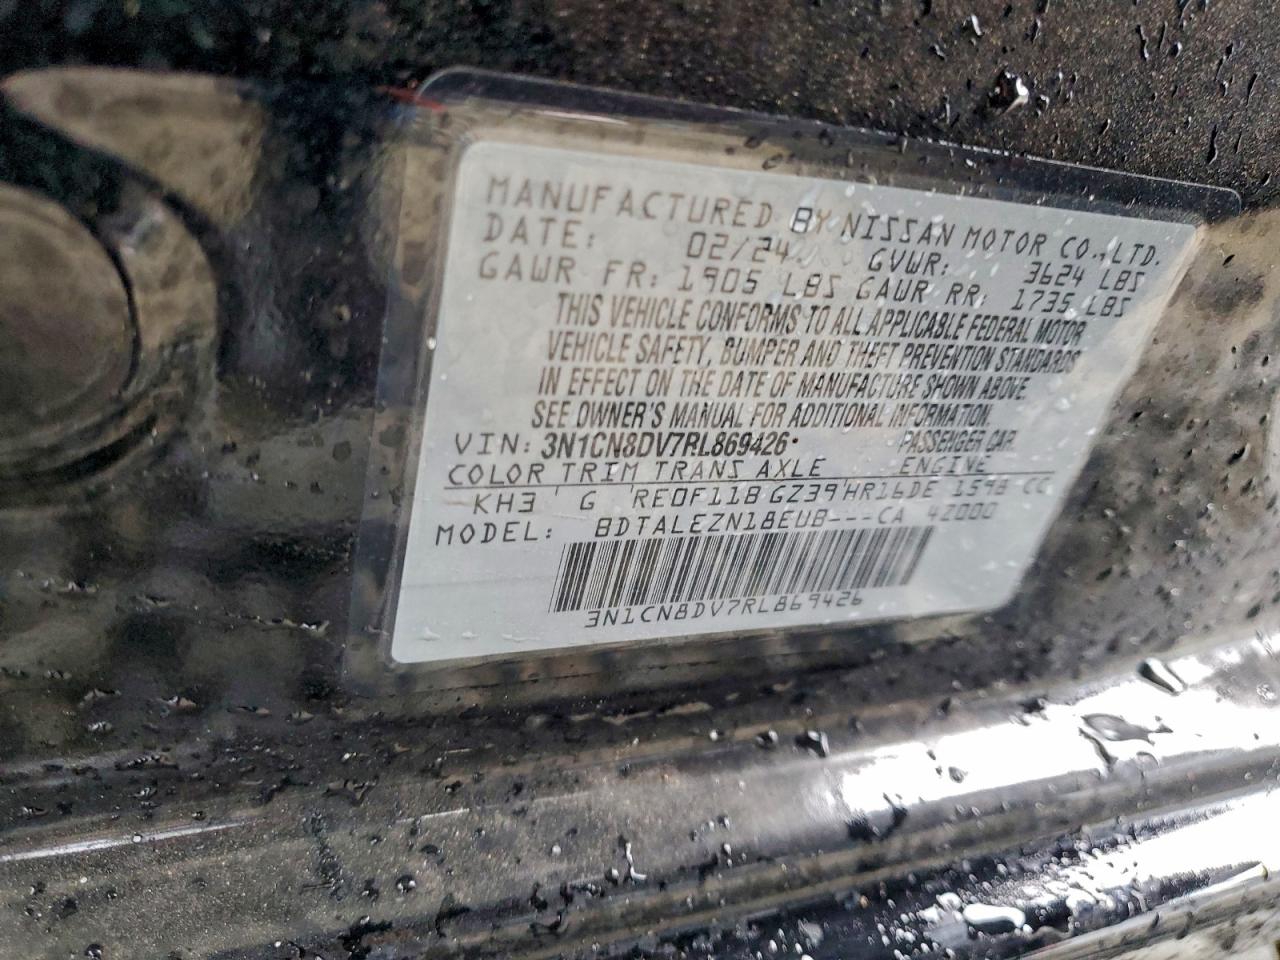 MANUFACTURED BY NISSAN MOTOR CO.,LTD.
DATE: 02/24 GVWR: 3624 LBS
GAWR FR: 1905 LBS GAWR RR: 1735 LBS
THIS VEHICLE CONFORMS TO ALL APPLICABLE FEDERAL MOTOR
VEHICLE SAFETY, BUMPER AND THEFT PREVENTION STANDARDS
IN EFFECT ON THE DATE OF MANUFACTURE SHOWN ABOVE.
SEE OWNER'S MANUAL FOR ADDITIONAL INFORMATION.
VIN: 3N1CN8DV7RL869426 PASSENGER CAR
COLOR TRIM TRANS AXLE ENGINE
KH3 G RE0F11B GZ39 HR16DE 1598 CC
MODEL: BDTALEZN18EUB---CA 42000
3N1CN8DV7RL869426